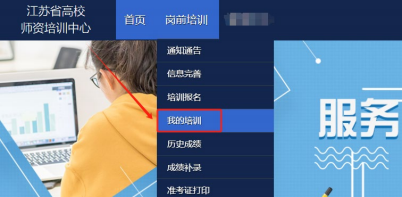 江苏省高校
师资培训中心
首页
岗前培训
通知通告
信息完善
培训报名
我的培训
历史成绩
成绩补录
准考证打印
服务